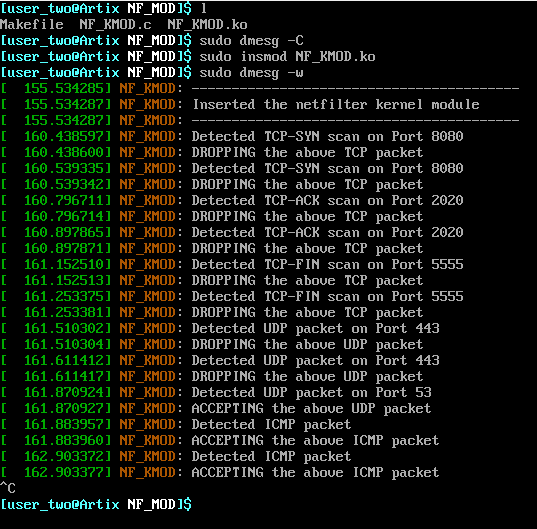 [user_two@Artix NF_MOD]$ l
Makefile  NF_KMOD.c  NF_KMOD.ko
[user_two@Artix NF_MOD]$ sudo dmesg -C
[user_two@Artix NF_MOD]$ sudo insmod NF_KMOD.ko
[user_two@Artix NF_MOD]$ sudo dmesg -w
[  155.534285] NF_KMOD: ---------------------------------------
[  155.534287] NF_KMOD: Inserted the netfilter kernel module
[  155.534287] NF_KMOD: ---------------------------------------
[  160.438597] NF_KMOD: Detected TCP-SYN scan on Port 8080
[  160.438600] NF_KMOD: DROPPING the above TCP packet
[  160.539335] NF_KMOD: Detected TCP-SYN scan on Port 8080
[  160.539342] NF_KMOD: DROPPING the above TCP packet
[  160.796711] NF_KMOD: Detected TCP-ACK scan on Port 2020
[  160.796714] NF_KMOD: DROPPING the above TCP packet
[  160.897865] NF_KMOD: Detected TCP-ACK scan on Port 2020
[  160.897871] NF_KMOD: DROPPING the above TCP packet
[  161.152510] NF_KMOD: Detected TCP-FIN scan on Port 5555
[  161.152513] NF_KMOD: DROPPING the above TCP packet
[  161.253375] NF_KMOD: Detected TCP-FIN scan on Port 5555
[  161.253381] NF_KMOD: DROPPING the above TCP packet
[  161.510302] NF_KMOD: Detected UDP packet on Port 443
[  161.510304] NF_KMOD: DROPPING the above UDP packet
[  161.611412] NF_KMOD: Detected UDP packet on Port 443
[  161.611417] NF_KMOD: DROPPING the above UDP packet
[  161.870924] NF_KMOD: Detected UDP packet on Port 53
[  161.870927] NF_KMOD: ACCEPTING the above UDP packet
[  161.883957] NF_KMOD: Detected ICMP packet
[  161.883960] NF_KMOD: ACCEPTING the above ICMP packet
[  162.903372] NF_KMOD: Detected ICMP packet
[  162.903377] NF_KMOD: ACCEPTING the above ICMP packet
^C
[user_two@Artix NF_MOD]$